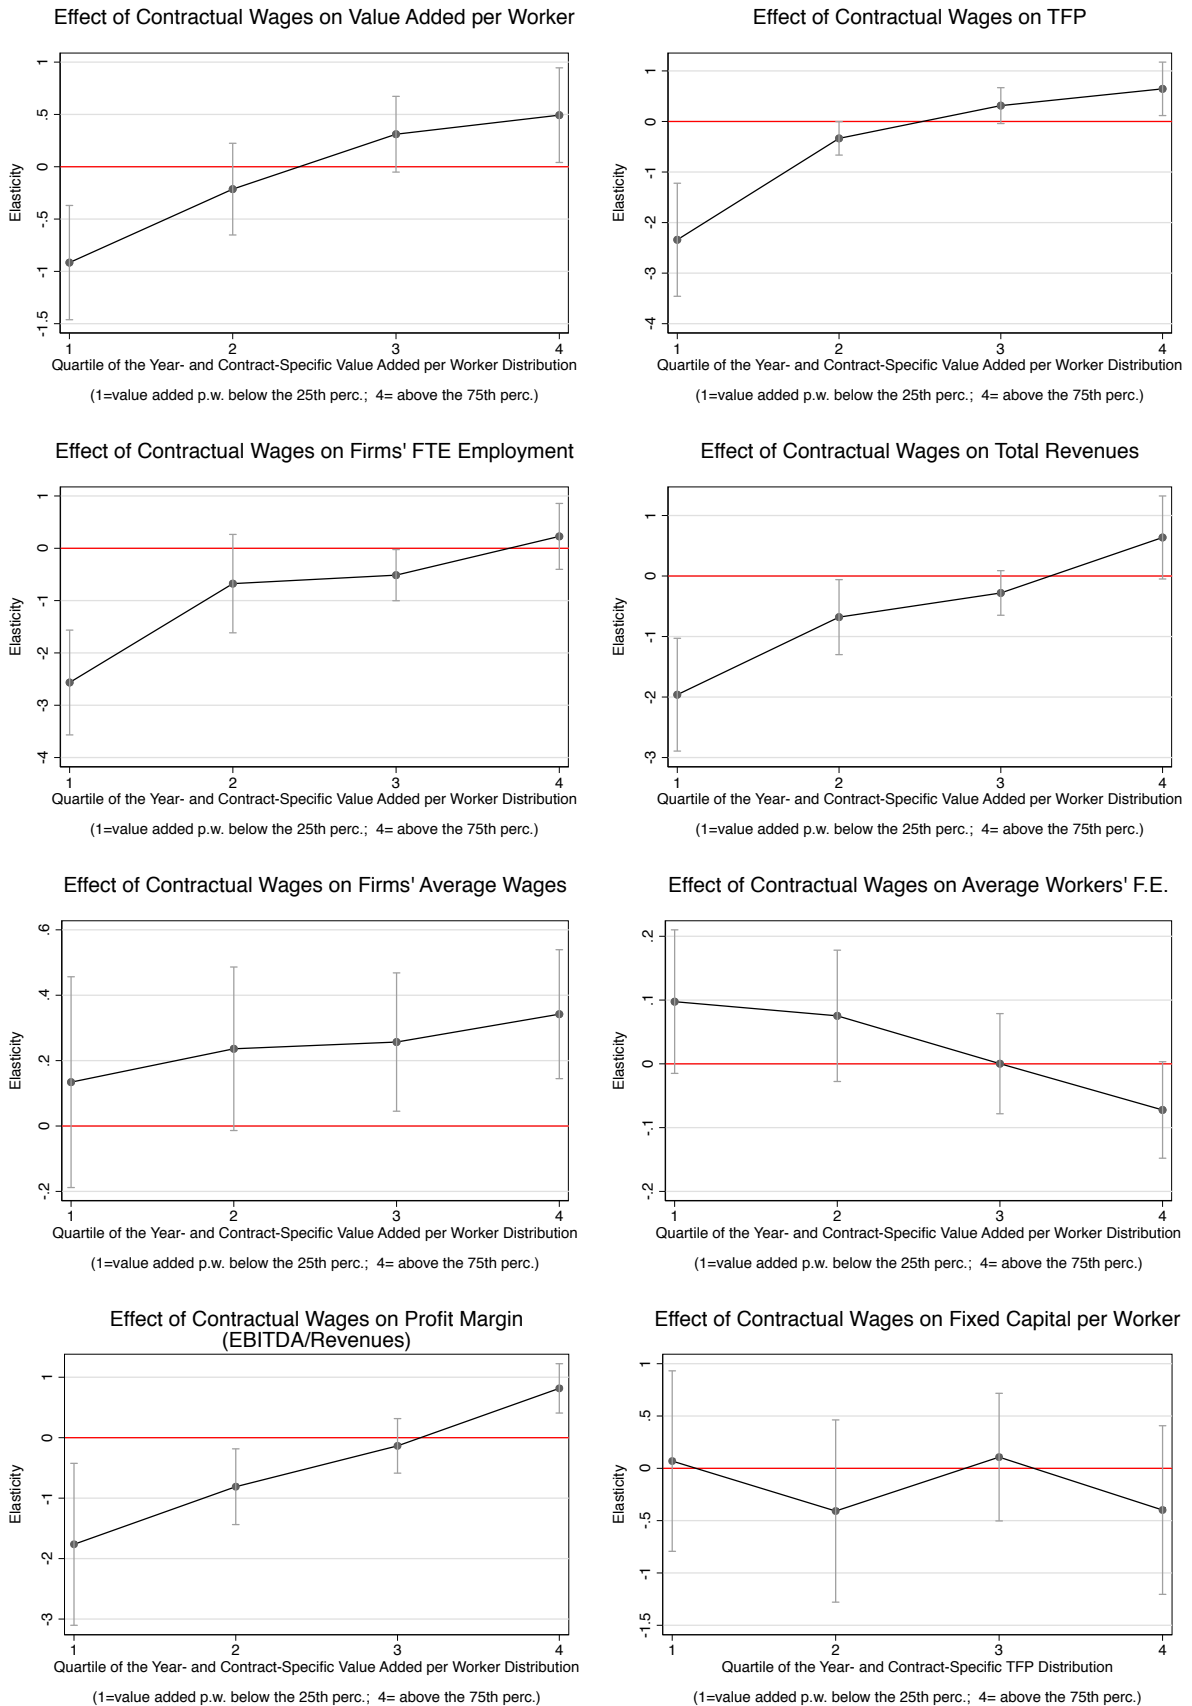 Effect of Contractual Wages on Value Added per Worker
Elasticity
1
.5
0
-.5
-1
-1.5
1 2 3 4
Quartile of the Year- and Contract-Specific Value Added per Worker Distribution
(1=value added p.w. below the 25th perc.; 4= above the 75th perc.)
Effect of Contractual Wages on TFP
Elasticity
1
0
-1
-2
-3
-4
1 2 3 4
Quartile of the Year- and Contract-Specific Value Added per Worker Distribution
(1=value added p.w. below the 25th perc.; 4= above the 75th perc.)
Effect of Contractual Wages on Firms' FTE Employment
Elasticity
1
0
-1
-2
-3
-4
1 2 3 4
Quartile of the Year- and Contract-Specific Value Added per Worker Distribution
(1=value added p.w. below the 25th perc.; 4= above the 75th perc.)
Effect of Contractual Wages on Total Revenues
Elasticity
1
0
-1
-2
-3
1 2 3 4
Quartile of the Year- and Contract-Specific Value Added per Worker Distribution
(1=value added p.w. below the 25th perc.; 4= above the 75th perc.)
Effect of Contractual Wages on Firms' Average Wages
Elasticity
.6
.4
.2
0
-.2
1 2 3 4
Quartile of the Year- and Contract-Specific Value Added per Worker Distribution
(1=value added p.w. below the 25th perc.; 4= above the 75th perc.)
Effect of Contractual Wages on Average Workers' F.E.
Elasticity
.2
.1
0
-.1
-.2
1 2 3 4
Quartile of the Year- and Contract-Specific Value Added per Worker Distribution
(1=value added p.w. below the 25th perc.; 4= above the 75th perc.)
Effect of Contractual Wages on Profit Margin
(EBITDA/Revenues)
Elasticity
1
0
-1
-2
-3
1 2 3 4
Quartile of the Year- and Contract-Specific Value Added per Worker Distribution
(1=value added p.w. below the 25th perc.; 4= above the 75th perc.)
Effect of Contractual Wages on Fixed Capital per Worker
Elasticity
1
.5
0
-.5
-1
-1.5
1 2 3 4
Quartile of the Year- and Contract-Specific TFP Distribution
(1=value added p.w. below the 25th perc.; 4= above the 75th perc.)